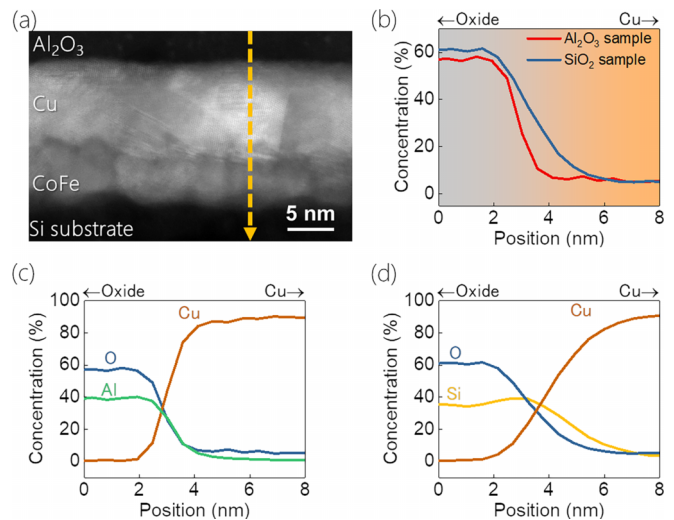 (a)
Al₂O₃
Cu
CoFe
Si substrate
5 nm
(b)
←Oxide Cu→
Al₂O₃ sample
SiO₂ sample
Concentration (%)
60
40
20
0
0 2 4 6 8
Position (nm)
(c)
←Oxide Cu→
Cu
O
Al
Concentration (%)
100
80
60
40
20
0
0 2 4 6 8
Position (nm)
(d)
←Oxide Cu→
Cu
O
Si
Concentration (%)
100
80
60
40
20
0
0 2 4 6 8
Position (nm)